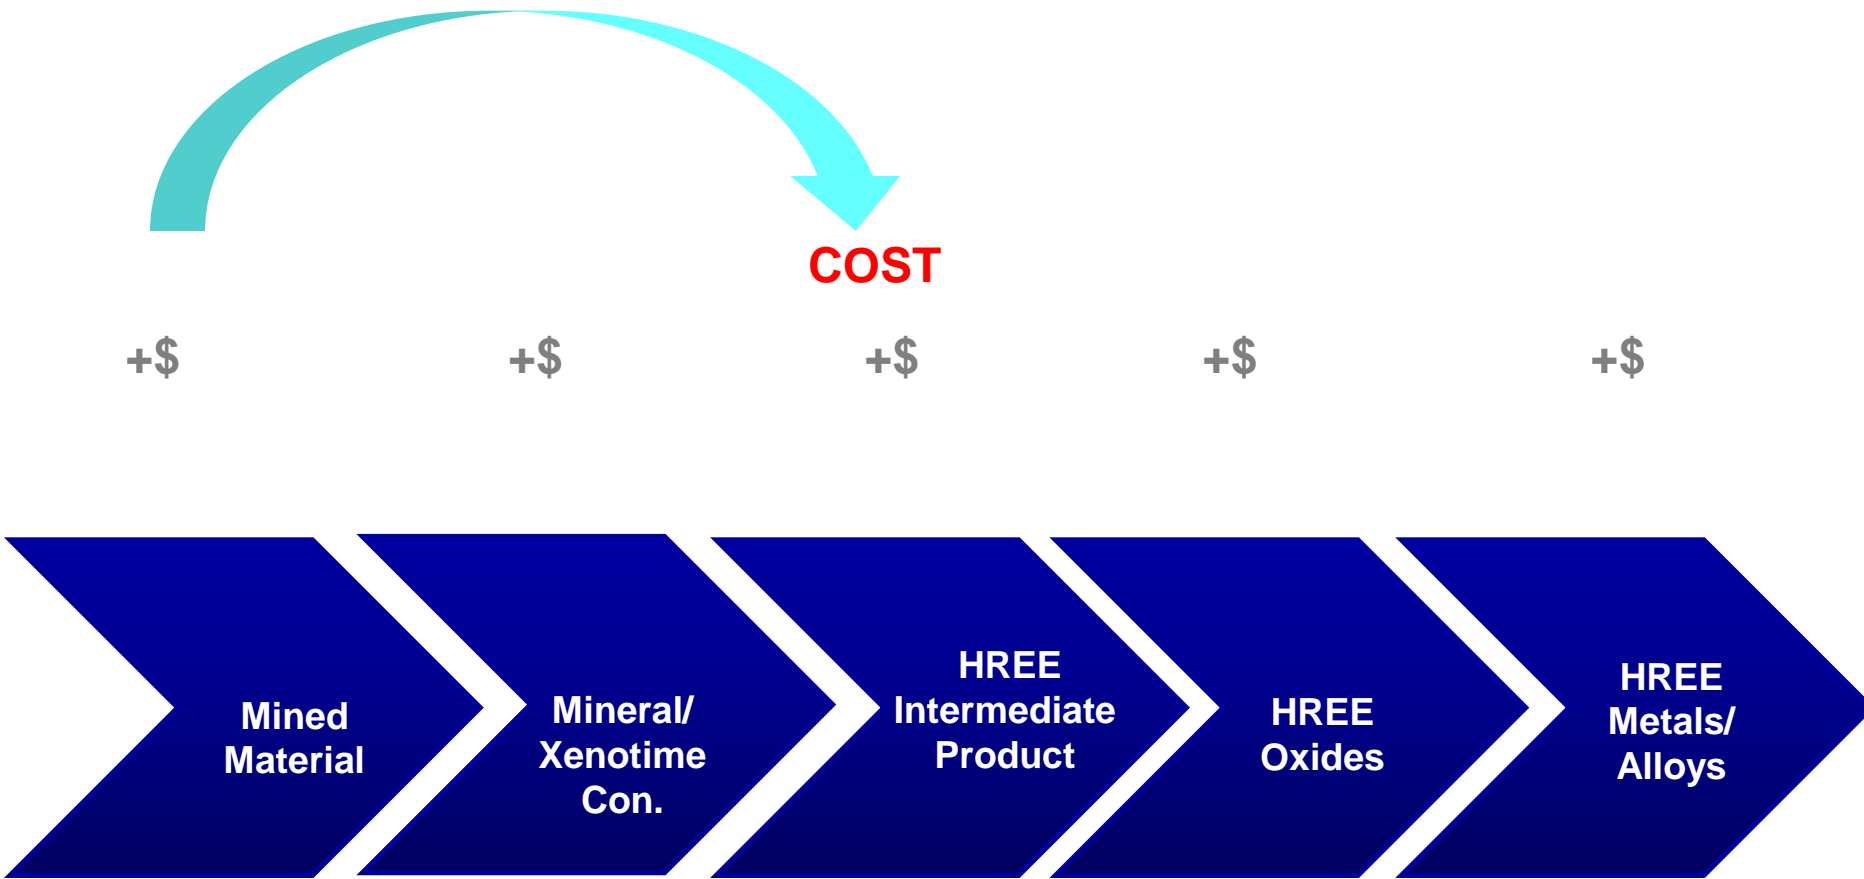 COST
+$ +$ +$ +$ +$
Mined
Material
Mineral/
Xenotime
Con.
HREE
Intermediate
Product
HREE
Oxides
HREE
Metals/
Alloys